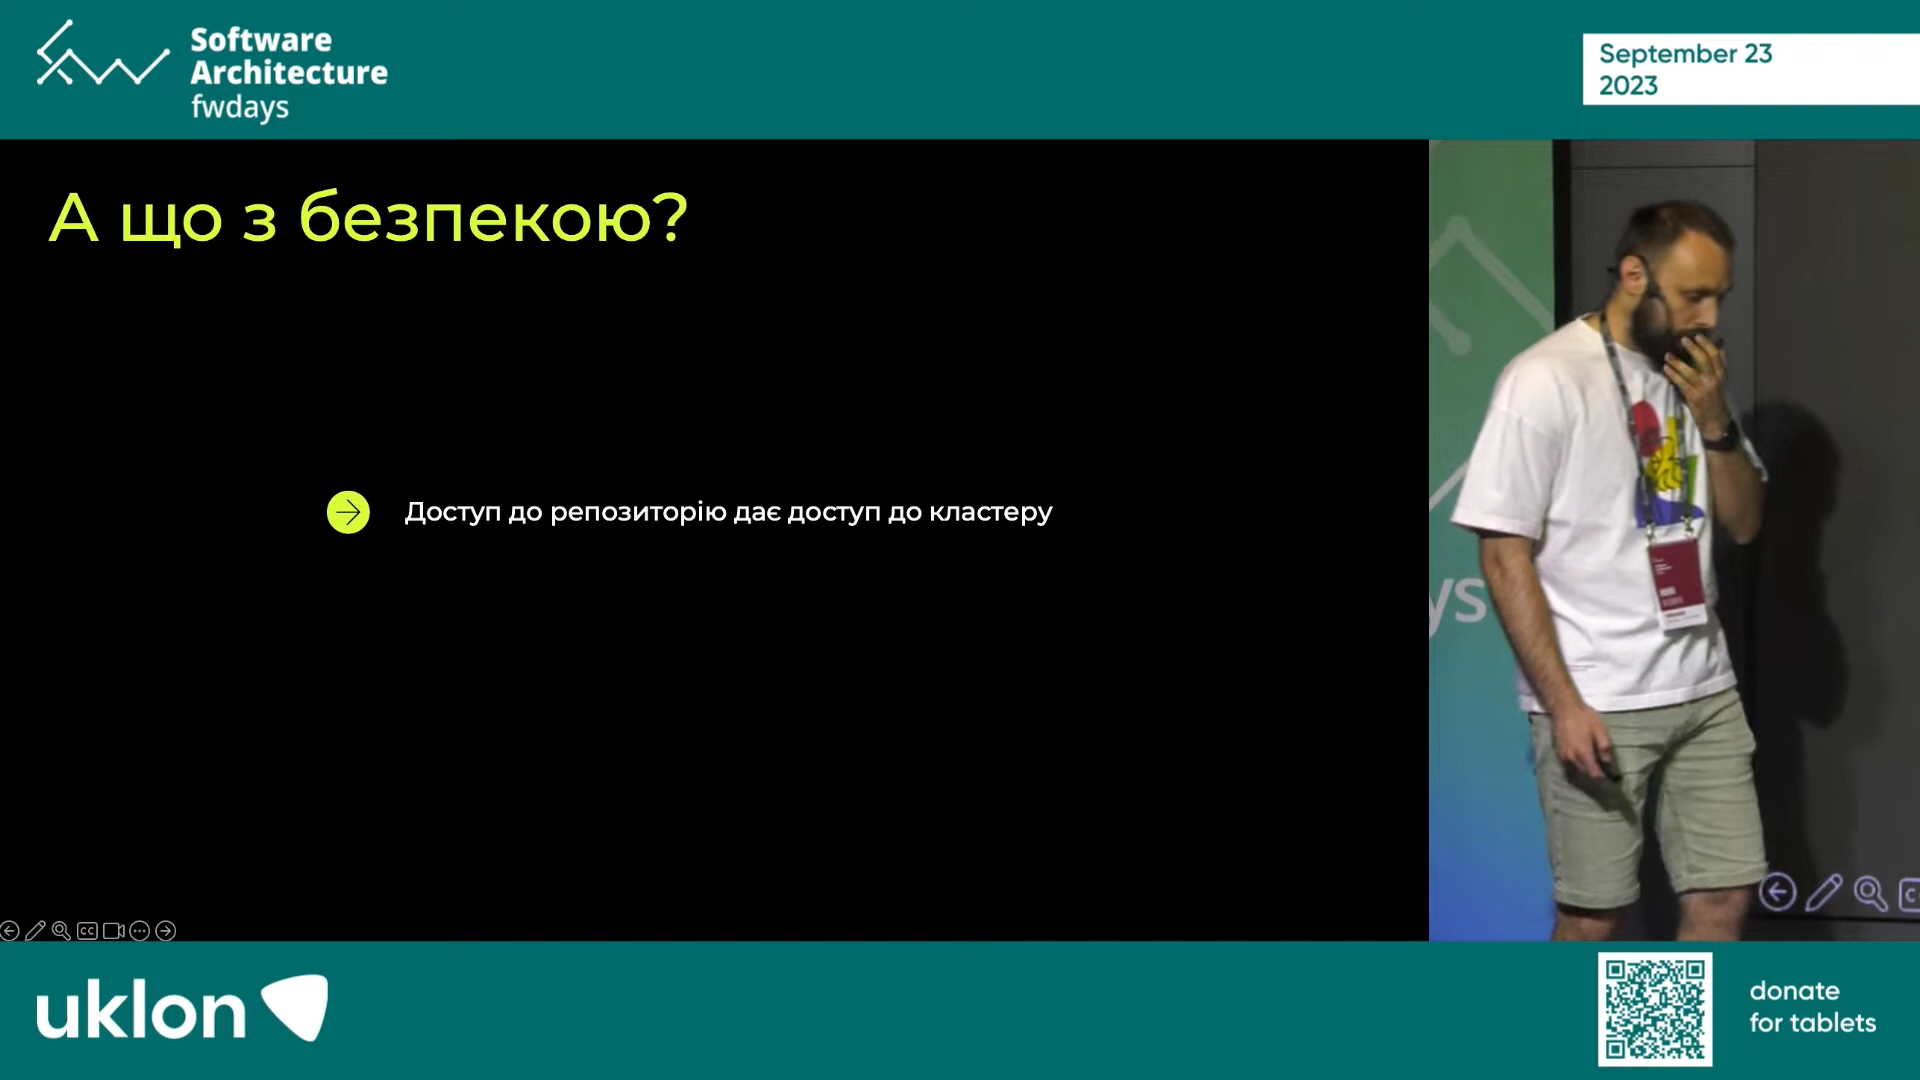 Software
Architecture
fwdays
September 23
2023
А що з безпекою?
Доступ до репозиторію дає доступ до кластеру
ys
uklon
donate
for tablets